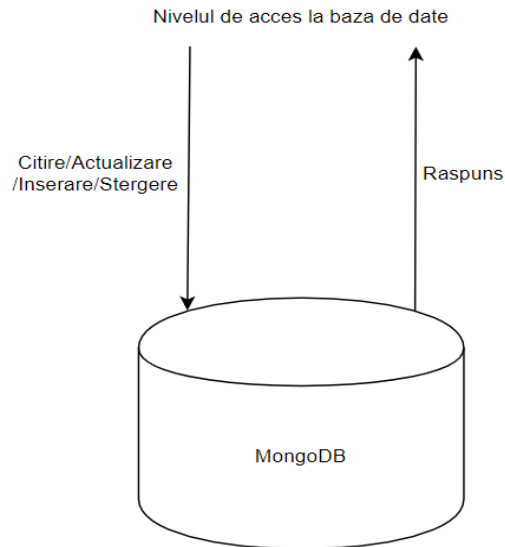 Nivelul de acces la baza de date
Citire/Actualizare
/Inserare/Stergere
Raspuns
MongoDB